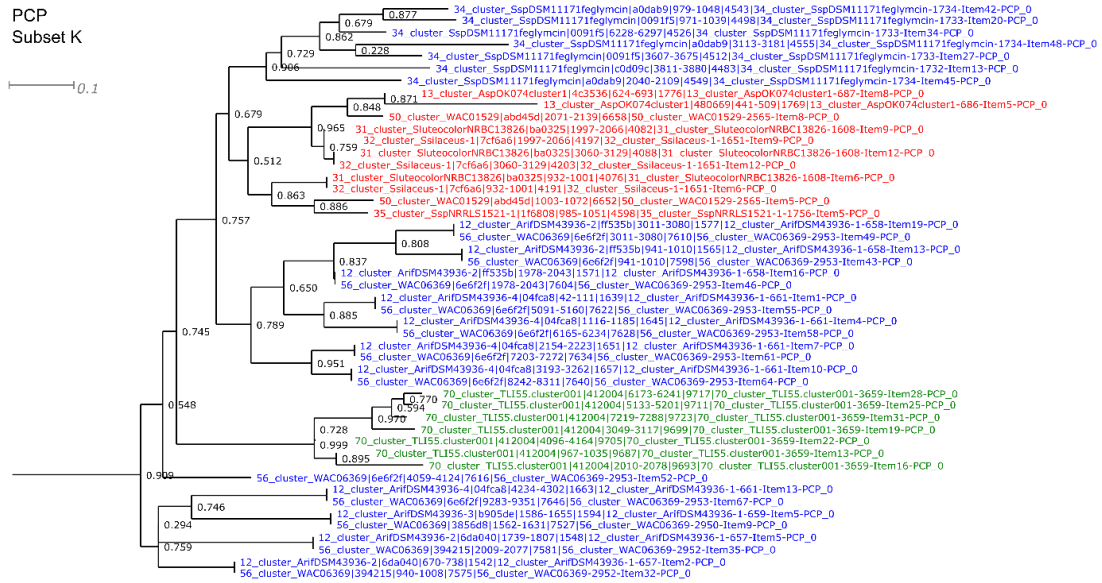 PCP
Subset K
0.1
0.877 34_cluster_SspDSM11171feglymcin|a0dab9|979-1048|4543|34_cluster_SspDSM11171feglymcin-1734-Item42-PCP_0
0.679 34_cluster_SspDSM11171feglymcin|0091f5|971-1039|4498|34_cluster_SspDSM11171feglymcin-1733-Item20-PCP_0
0.862 34_cluster_SspDSM11171feglymcin|0091f5|6228-6297|4526|34_cluster_SspDSM11171feglymcin-1733-Item34-PCP_0
0.228 34_cluster_SspDSM11171feglymcin|a0dab9|3113-3181|4555|34_cluster_SspDSM11171feglymcin-1734-Item48-PCP_0
0.729 34_cluster_SspDSM11171feglymcin|0091f5|3607-3675|4512|34_cluster_SspDSM11171feglymcin-1733-Item27-PCP_0
0.906 34_cluster_SspDSM11171feglymcin|c0d09c|3811-3880|4483|34_cluster_SspDSM11171feglymcin-1732-Item13-PCP_0
34_cluster_SspDSM11171feglymcin|a0dab9|2040-2109|4549|34_cluster_SspDSM11171feglymcin-1734-Item45-PCP_0
0.871 13_cluster_AspOK074cluster1|4c3536|624-693|1776|13_cluster_AspOK074cluster1-687-Item8-PCP_0
0.848 13_cluster_AspOK074cluster1|480669|441-509|1769|13_cluster_AspOK074cluster1-686-Item5-PCP_0
0.679 50_cluster_WAC01529|abd45d|2071-2139|6658|50_cluster_WAC01529-2565-Item8-PCP_0
0.965 31_cluster_SluteocolorNRBC13826|ba0325|1997-2066|4082|31_cluster_SluteocolorNRBC13826-1608-Item9-PCP_0
32_cluster_Ssilaceus-1|7cf6a6|1997-2066|4197|32_cluster_Ssilaceus-1-1651-Item9-PCP_0
0.759 31_cluster_SluteocolorNRBC13826|ba0325|3060-3129|4088|31_cluster_SluteocolorNRBC13826-1608-Item12-PCP_0
0.512 32_cluster_Ssilaceus-1|7cf6a6|3060-3129|4203|32_cluster_Ssilaceus-1-1651-Item12-PCP_0
31_cluster_SluteocolorNRBC13826|ba0325|932-1001|4076|31_cluster_SluteocolorNRBC13826-1608-Item6-PCP_0
0.863 32_cluster_Ssilaceus-1|7cf6a6|932-1001|4191|32_cluster_Ssilaceus-1-1651-Item6-PCP_0
0.886 50_cluster_WAC01529|abd45d|1003-1072|6652|50_cluster_WAC01529-2565-Item5-PCP_0
35_cluster_SspNRRLS1521-1|1f6808|985-1051|4598|35_cluster_SspNRRLS1521-1-1756-Item5-PCP_0
0.757 12_cluster_ArifDSM43936-2|ff535b|3011-3080|1577|12_cluster_ArifDSM43936-1-658-Item19-PCP_0
56_cluster_WAC06369|6e6f2f|3011-3080|7610|56_cluster_WAC06369-2953-Item49-PCP_0
0.808 12_cluster_ArifDSM43936-2|ff535b|941-1010|1565|12_cluster_ArifDSM43936-1-658-Item13-PCP_0
0.837 56_cluster_WAC06369|6e6f2f|941-1010|7598|56_cluster_WAC06369-2953-Item43-PCP_0
12_cluster_ArifDSM43936-2|ff535b|1978-2043|1571|12_cluster_ArifDSM43936-1-658-Item16-PCP_0
0.650 56_cluster_WAC06369|6e6f2f|1978-2043|7604|56_cluster_WAC06369-2953-Item46-PCP_0
12_cluster_ArifDSM43936-4|04fca8|42-111|1639|12_cluster_ArifDSM43936-1-661-Item1-PCP_0
0.885 56_cluster_WAC06369|6e6f2f|5091-5160|7622|56_cluster_WAC06369-2953-Item55-PCP_0
0.789 12_cluster_ArifDSM43936-4|04fca8|1116-1185|1645|12_cluster_ArifDSM43936-1-661-Item4-PCP_0
0.745 56_cluster_WAC06369|6e6f2f|6165-6234|7628|56_cluster_WAC06369-2953-Item58-PCP_0
12_cluster_ArifDSM43936-4|04fca8|2154-2223|1651|12_cluster_ArifDSM43936-1-661-Item7-PCP_0
0.951 56_cluster_WAC06369|6e6f2f|7203-7272|7634|56_cluster_WAC06369-2953-Item61-PCP_0
12_cluster_ArifDSM43936-4|04fca8|3193-3262|1657|12_cluster_ArifDSM43936-1-661-Item10-PCP_0
56_cluster_WAC06369|6e6f2f|8242-8311|7640|56_cluster_WAC06369-2953-Item64-PCP_0
0.770 70_cluster_TLI55.cluster001|412004|6173-6241|9717|70_cluster_TLI55.cluster001-3659-Item28-PCP_0
0.548 0.594 70_cluster_TLI55.cluster001|412004|5133-5201|9711|70_cluster_TLI55.cluster001-3659-Item25-PCP_0
0.970 70_cluster_TLI55.cluster001|412004|7219-7288|9723|70_cluster_TLI55.cluster001-3659-Item31-PCP_0
0.728 70_cluster_TLI55.cluster001|412004|3049-3117|9699|70_cluster_TLI55.cluster001-3659-Item19-PCP_0
0.999 70_cluster_TLI55.cluster001|412004|4096-4164|9705|70_cluster_TLI55.cluster001-3659-Item22-PCP_0
0.895 70_cluster_TLI55.cluster001|412004|967-1035|9687|70_cluster_TLI55.cluster001-3659-Item13-PCP_0
70_cluster_TLI55.cluster001|412004|2010-2078|9693|70_cluster_TLI55.cluster001-3659-Item16-PCP_0
0.909 56_cluster_WAC06369|6e6f2f|4059-4124|7616|56_cluster_WAC06369-2953-Item52-PCP_0
12_cluster_ArifDSM43936-4|04fca8|4234-4302|1663|12_cluster_ArifDSM43936-1-661-Item13-PCP_0
0.746 56_cluster_WAC06369|6e6f2f|9283-9351|7646|56_cluster_WAC06369-2953-Item67-PCP_0
12_cluster_ArifDSM43936-3|b905de|1586-1655|1594|12_cluster_ArifDSM43936-1-659-Item5-PCP_0
0.294 56_cluster_WAC06369|3856d8|1562-1631|7527|56_cluster_WAC06369-2950-Item9-PCP_0
12_cluster_ArifDSM43936-2|6da040|1739-1807|1548|12_cluster_ArifDSM43936-1-657-Item5-PCP_0
0.759 56_cluster_WAC06369|394215|2009-2077|7581|56_cluster_WAC06369-2952-Item35-PCP_0
12_cluster_ArifDSM43936-2|6da040|670-738|1542|12_cluster_ArifDSM43936-1-657-Item2-PCP_0
56_cluster_WAC06369|394215|940-1008|7575|56_cluster_WAC06369-2952-Item32-PCP_0